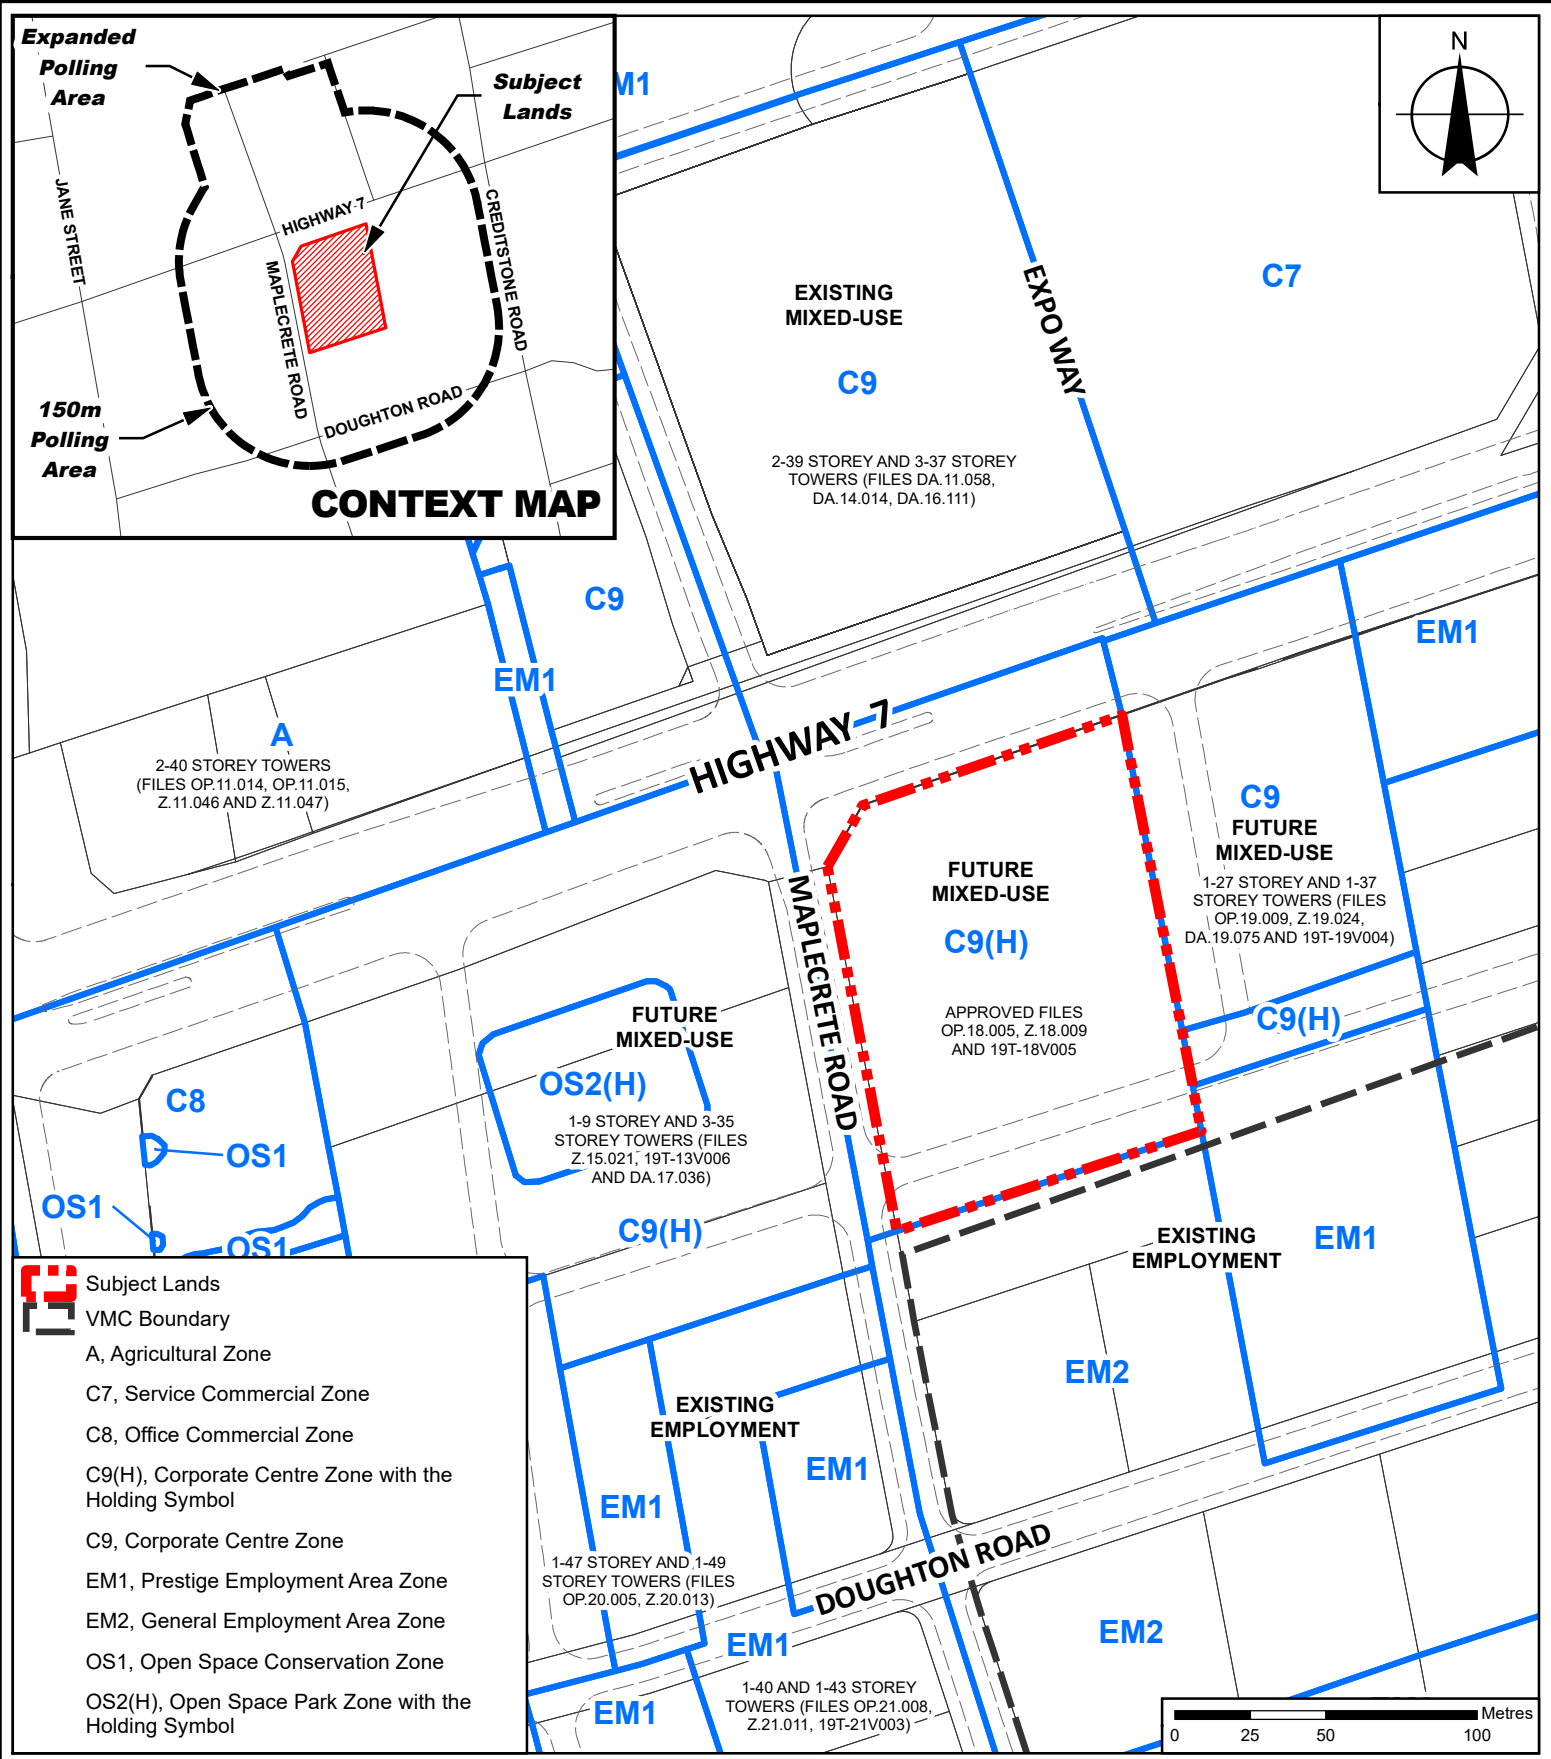 Expanded
Polling
Area
Subject
Lands
JANE STREET
HIGHWAY 7
CREDITSTONE ROAD
MAPLECRETE ROAD
DOUGHTON ROAD
150m
Polling
Area
CONTEXT MAP
M1
N
EXISTING
MIXED-USE
C9
2-39 STOREY AND 3-37 STOREY
TOWERS (FILES DA.11.058,
DA.14.014, DA.16.111)
EXPO WAY
C7
C9
EM1
EM1
A
2-40 STOREY TOWERS
(FILES OP.11.014, OP.11.015,
Z.11.046 AND Z.11.047)
HIGHWAY 7
C9
FUTURE
MIXED-USE
1-27 STOREY AND 1-37
STOREY TOWERS (FILES
OP.19.009, Z.19.024,
DA.19.075 AND 19T-19V004)
FUTURE
MIXED-USE
C9(H)
APPROVED FILES
OP.18.005, Z.18.009
AND 19T-18V005
MAPLECRETE ROAD
C9(H)
FUTURE
MIXED-USE
OS2(H)
1-9 STOREY AND 3-35
STOREY TOWERS (FILES
Z.15.021, 19T-13V006
AND DA.17.036)
C9(H)
C8
OS1
OS1
OS1
EXISTING
EMPLOYMENT
EM1
EM2
EXISTING
EMPLOYMENT
EM1
EM1
1-47 STOREY AND 1-49
STOREY TOWERS (FILES
OP.20.005, Z.20.013)
DOUGHTON ROAD
EM1
EM2
EM1
1-40 AND 1-43 STOREY
TOWERS (FILES OP.21.008,
Z.21.011, 19T-21V003)
Subject Lands
VMC Boundary
A, Agricultural Zone
C7, Service Commercial Zone
C8, Office Commercial Zone
C9(H), Corporate Centre Zone with the
Holding Symbol
C9, Corporate Centre Zone
EM1, Prestige Employment Area Zone
EM2, General Employment Area Zone
OS1, Open Space Conservation Zone
OS2(H), Open Space Park Zone with the
Holding Symbol
Metres
0 25 50 100